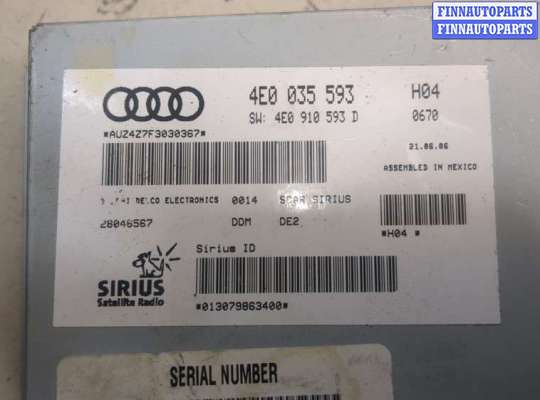 FINNAUTOPARTS
FINNAUTOPARTS
4E0 035 593 H04
SW: 4E0 910 593 D 0670
*AUZ4Z7F3030367*
21.06.06
ASSEMBLED IN MEXICO
DELCO ELECTRONICS 0014 SDAR SIRIUS
28046567 DDM DE2
*H04 *
Sirius ID
SIRIUS
Satellite Radio
*013079863400*
SERIAL NUMBER